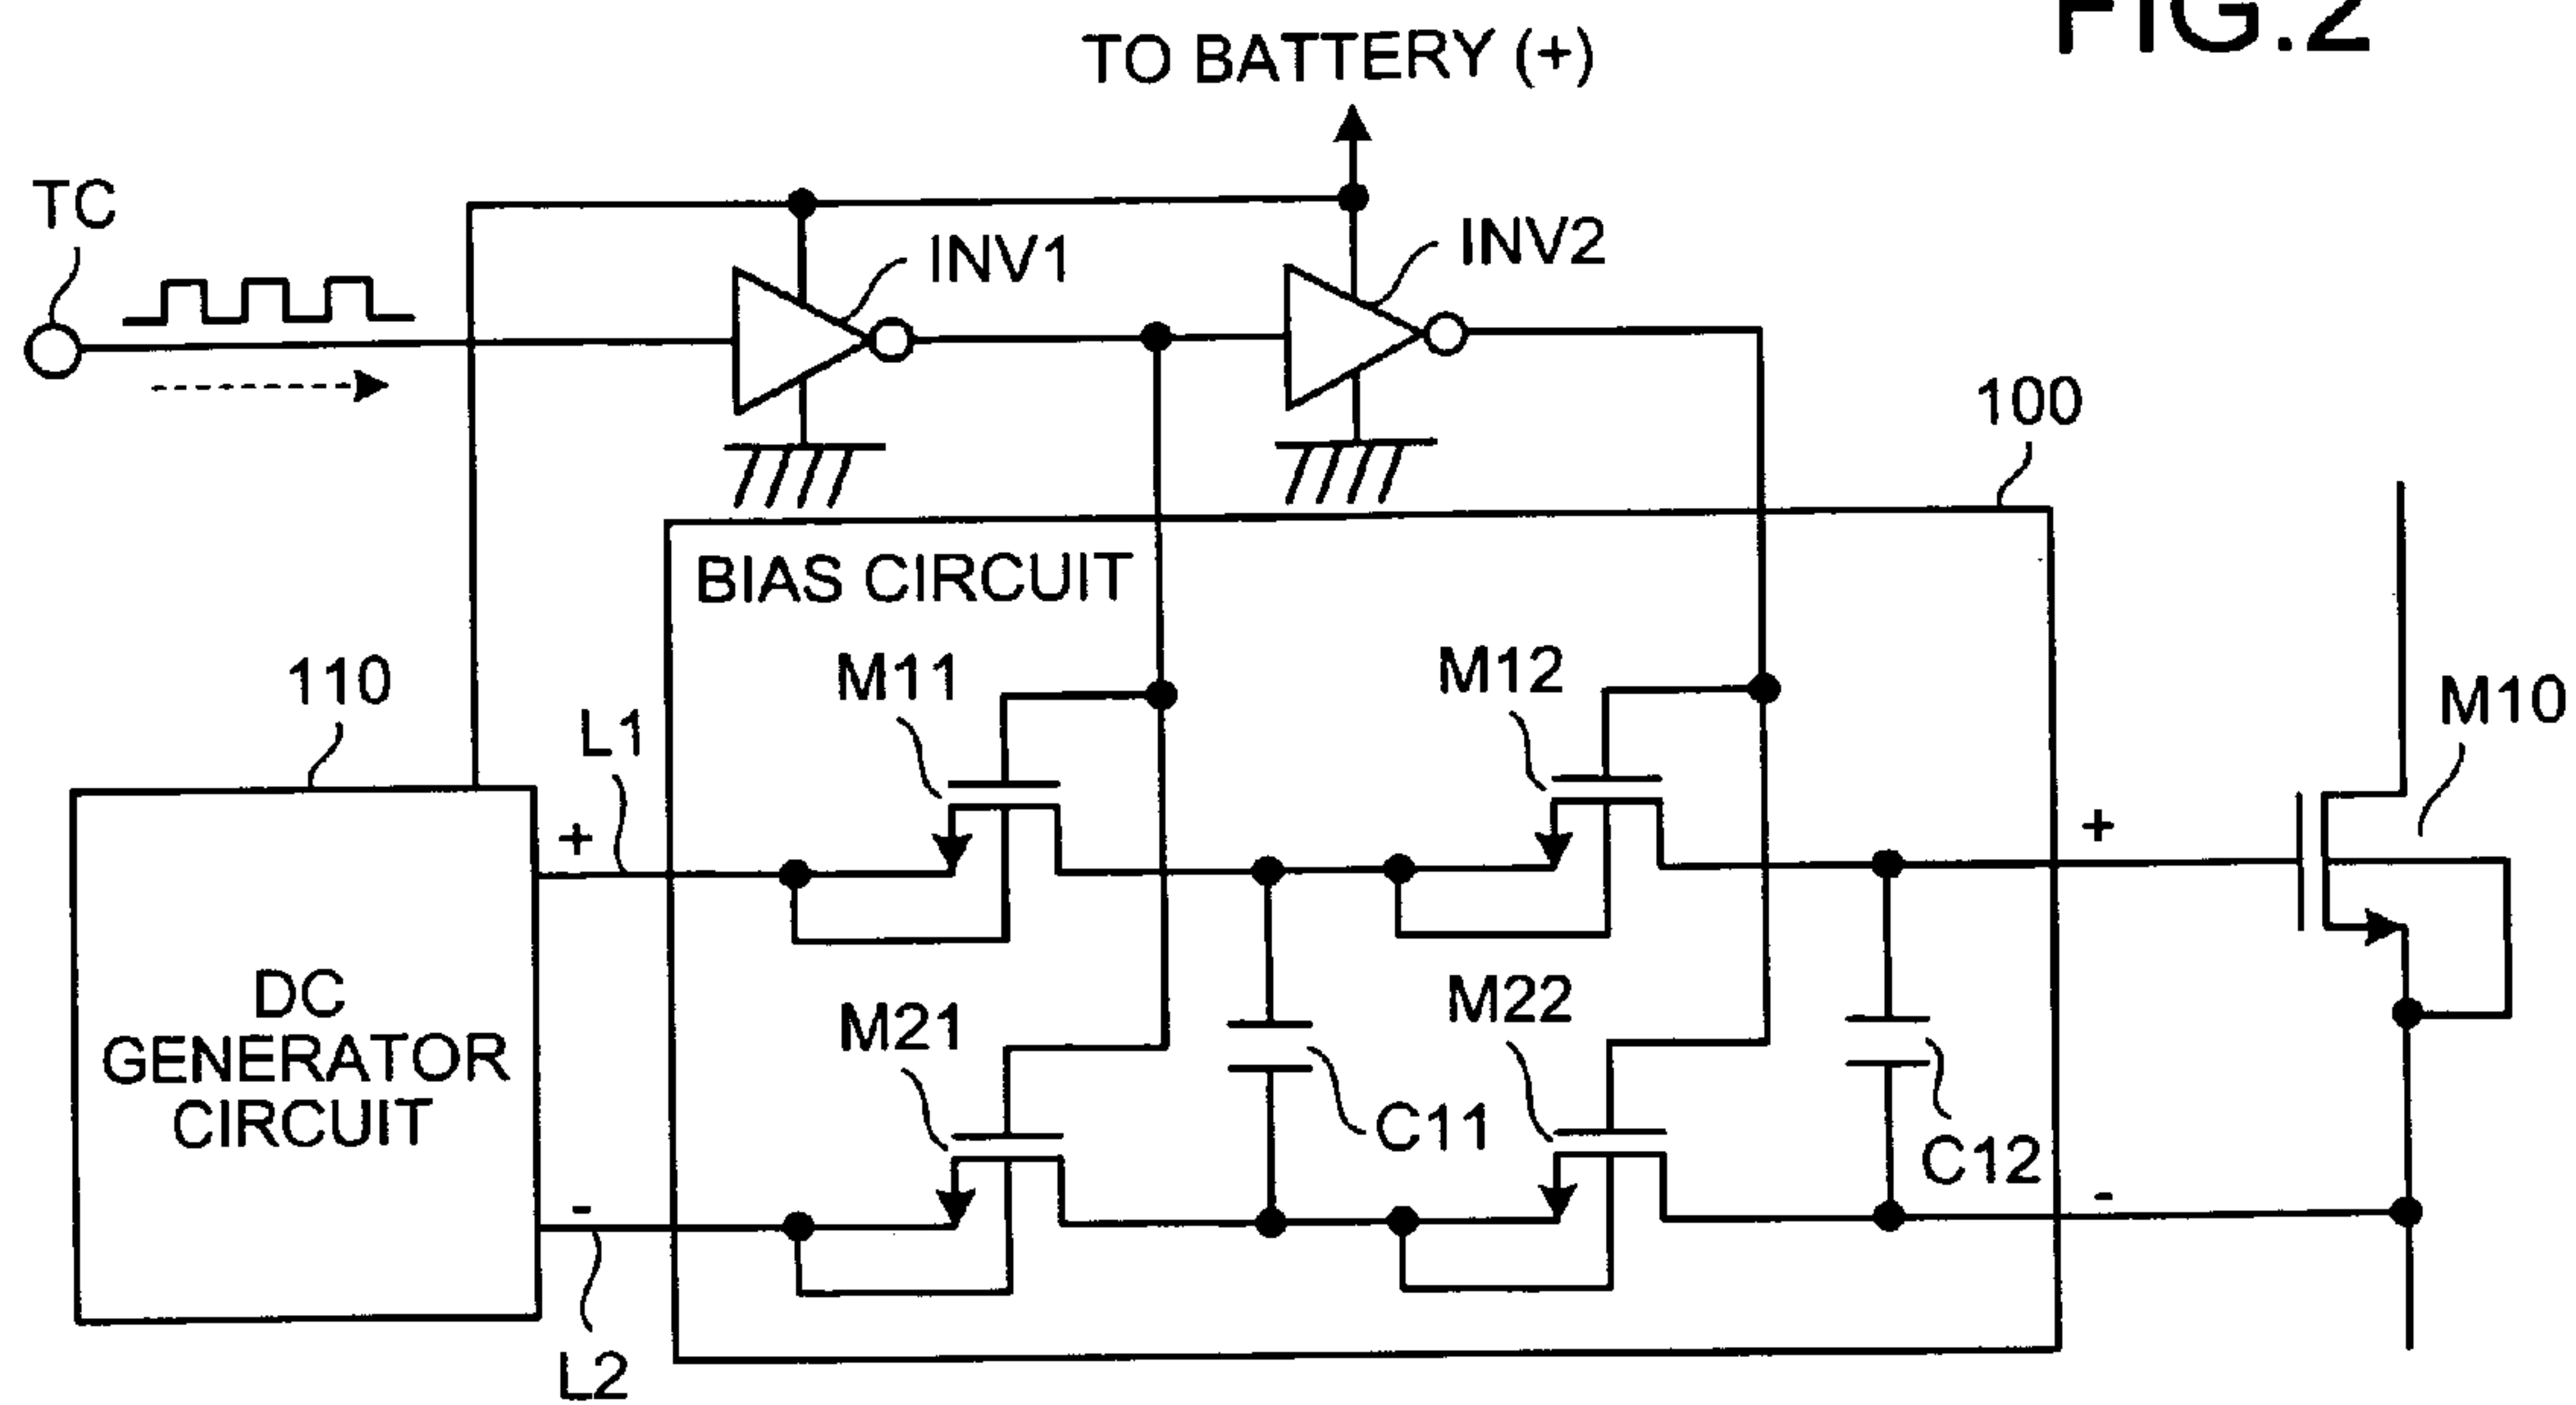 FIG.2
TO BATTERY (+)
TC
INV1
INV2
100
BIAS CIRCUIT
M11
M12
110
L1
M10
+
+
DC
GENERATOR
CIRCUIT
M21
M22
C11
C12
-
-
L2